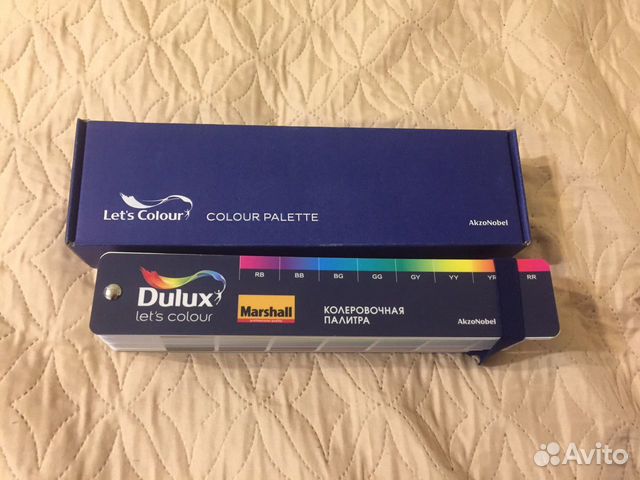 Let's Colour
COLOUR PALETTE
AkzoNobel
RB BB BG GG GY YY YR RR
Dulux
let's colour
Marshall
КОЛЕРОВОЧНАЯ
ПАЛИТРА
AkzoNobel
Avito